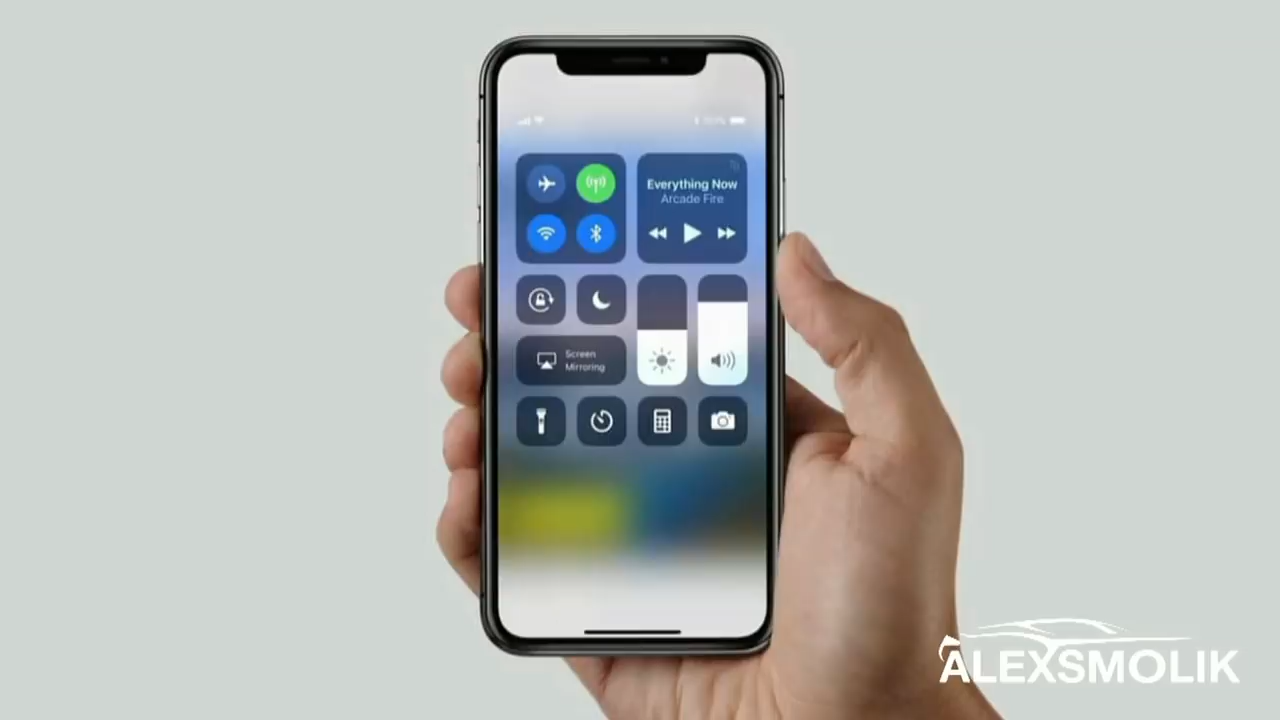 Everything Now
Arcade Fire
Screen
Mirroring
ALEXSMOLIK